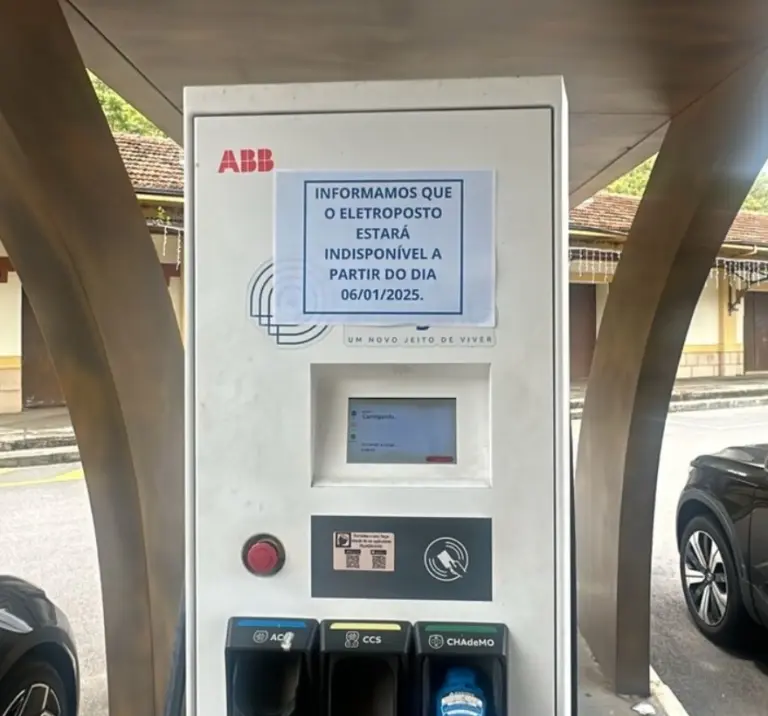 ABB
INFORMAMOS QUE
O ELETROPOSTO
ESTARÁ
INDISPONÍVEL A
PARTIR DO DIA
06/01/2025.
UM NOVO JEITO DE VIVER
Carregando...
AC
CCS
CHAdeMO